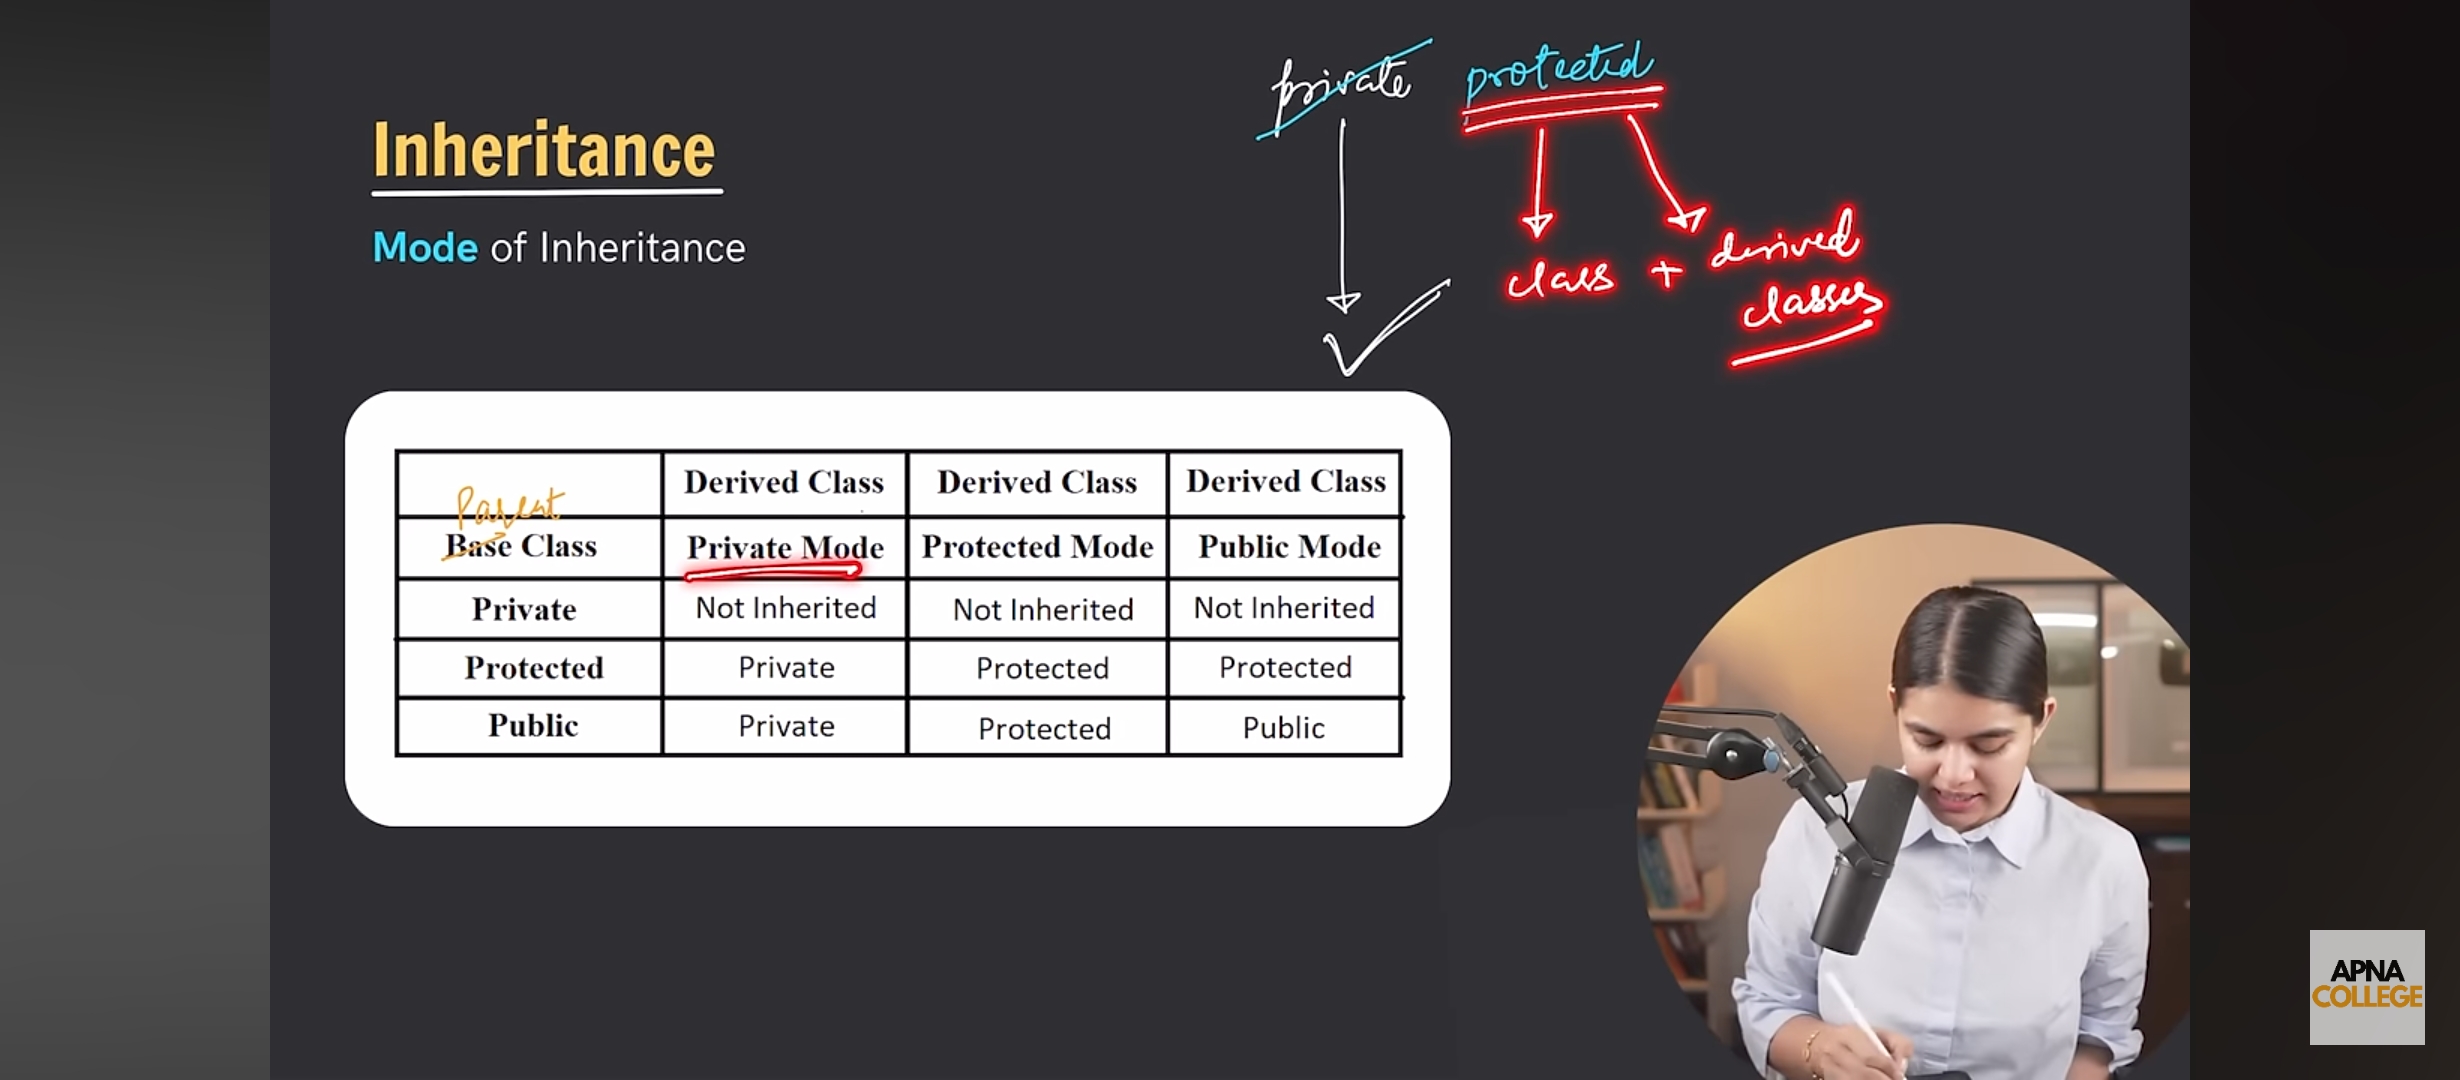 private protected
Inheritance
Mode of Inheritance
class + derived
classes
Derived Class Derived Class Derived Class
Parent
Base Class Private Mode Protected Mode Public Mode
Private Not Inherited Not Inherited Not Inherited
Protected Private Protected Protected
Public Private Protected Public
APNA
COLLEGE